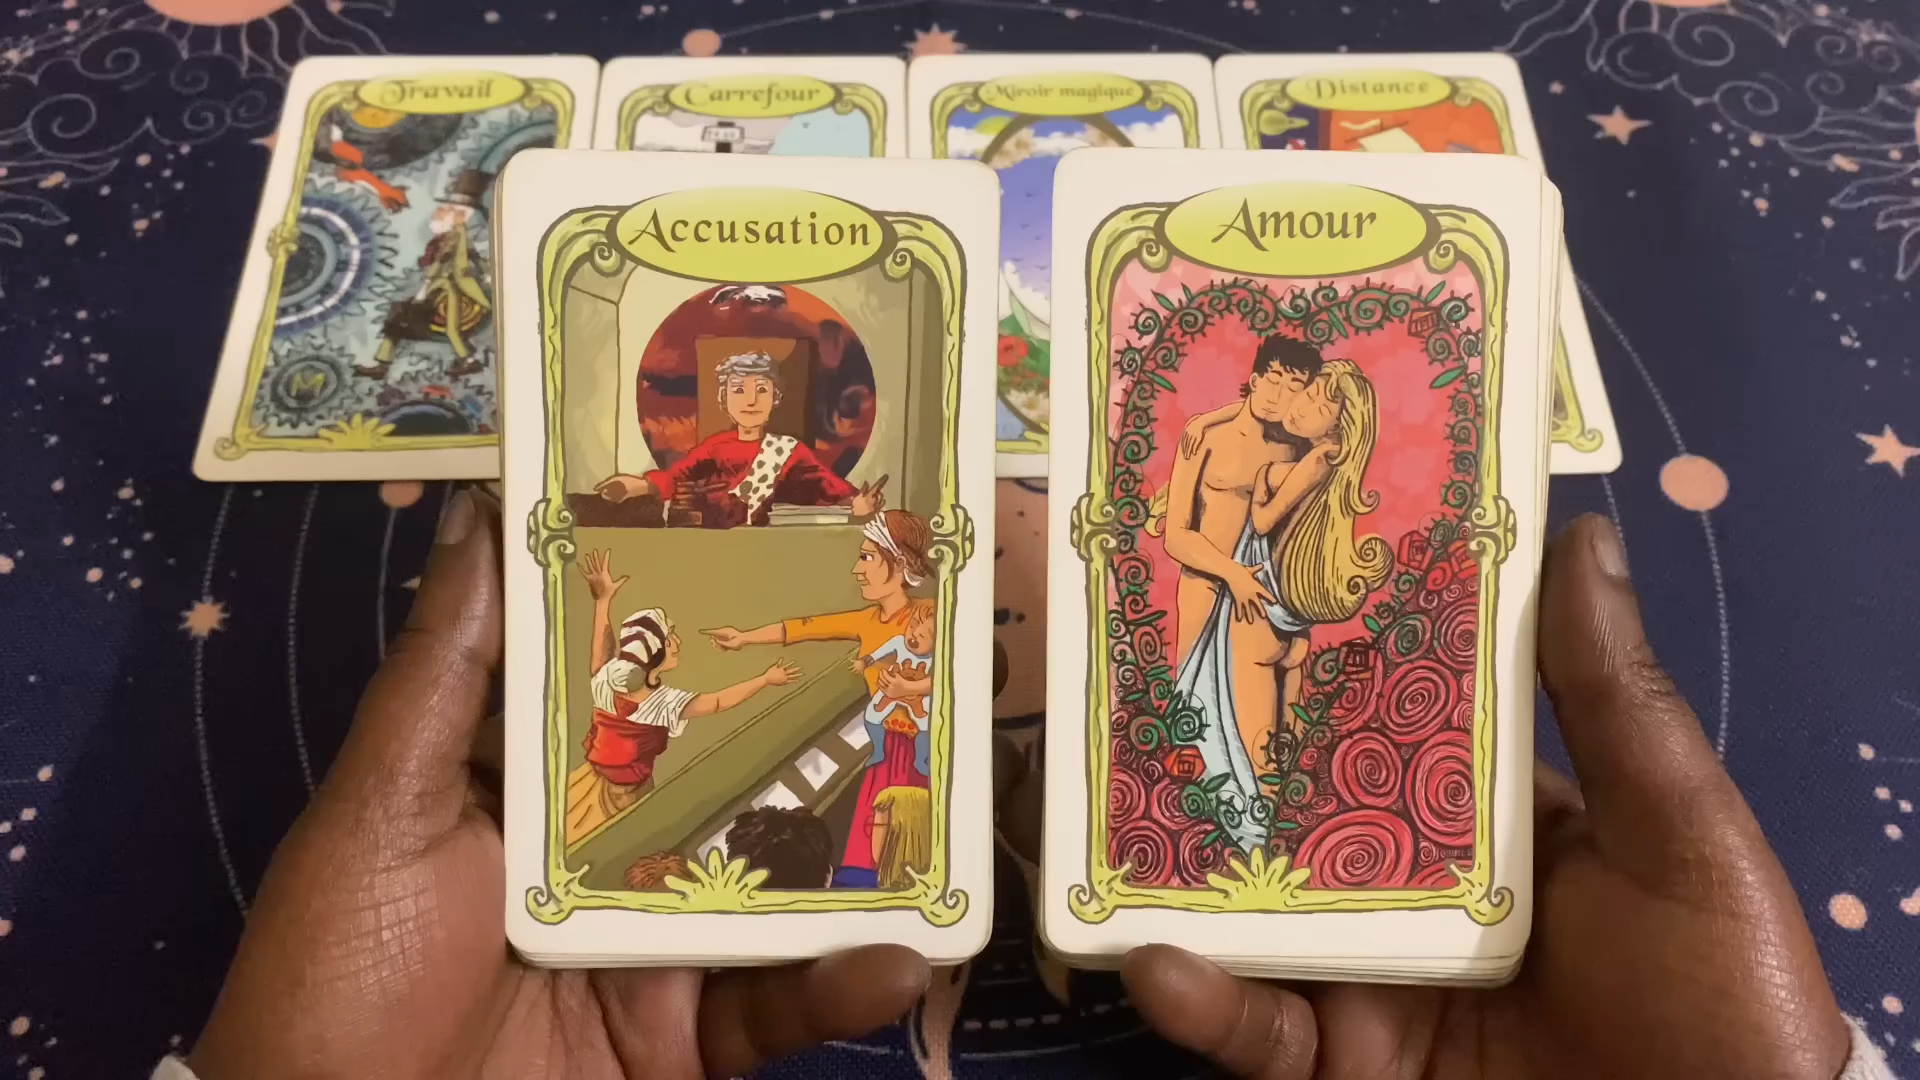 Travail
Carrefour
Miroir magique
Distance
Accusation
Amour